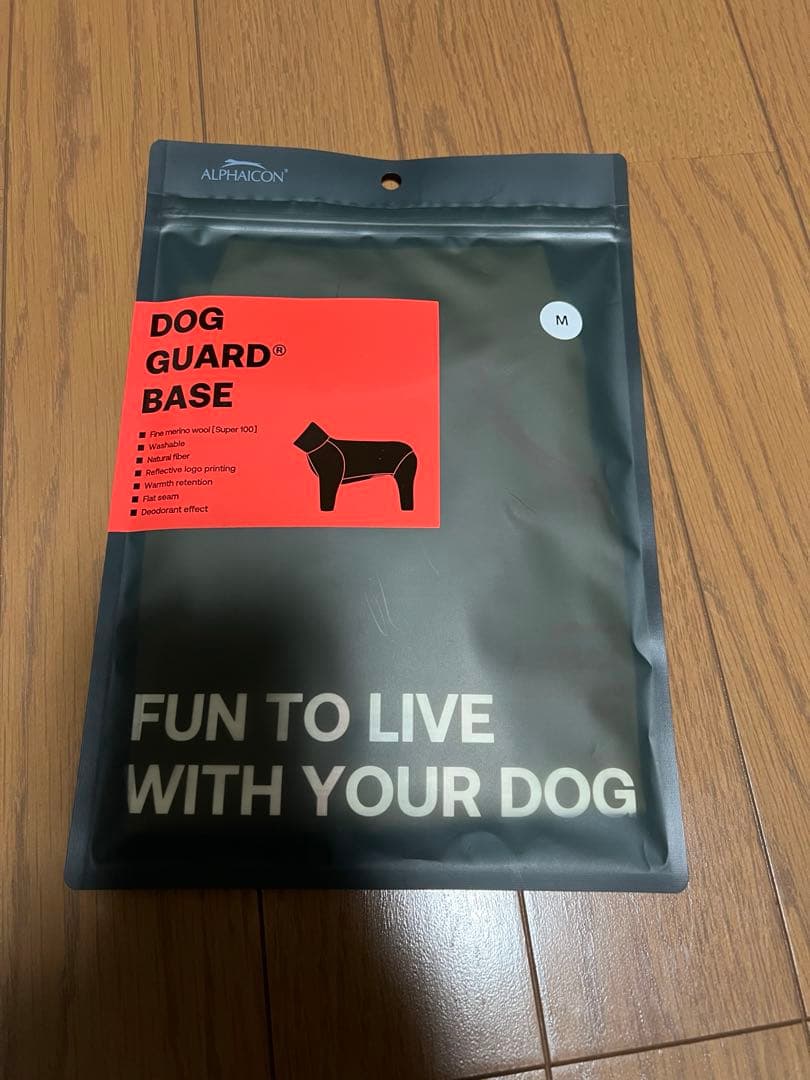 ALPHAICON®
DOG
GUARD®
BASE
M
■ Fine merino wool [Super 100]
■ Washable
■ Natural fiber
■ Reflective logo printing
■ Warmth retention
■ Flat seam
■ Deodorant effect
FUN TO LIVE
WITH YOUR DOG